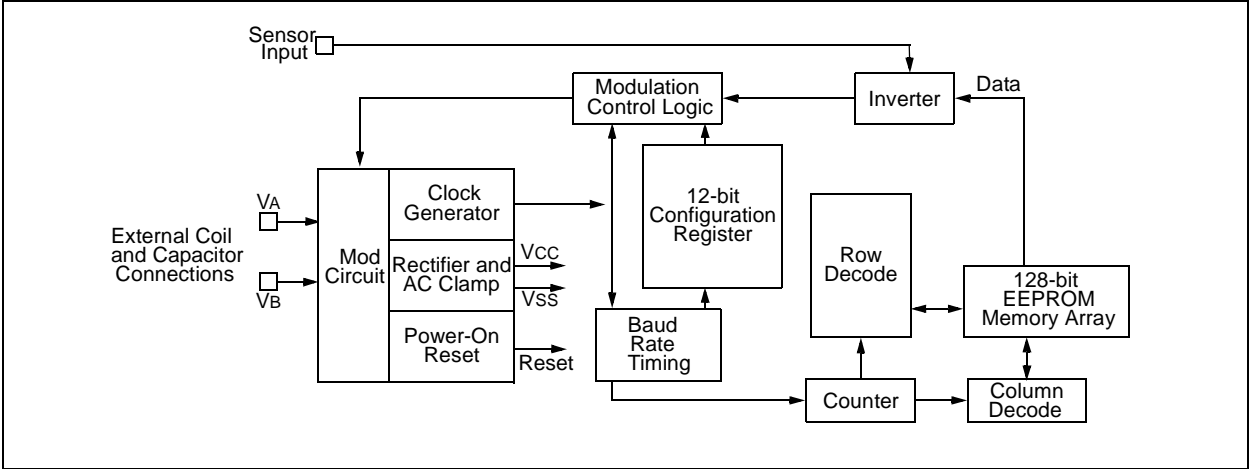 Sensor
Input
Modulation
Control Logic
Inverter
Data
VA
External Coil
and Capacitor
Connections
VB
Mod
Circuit
Clock
Generator
Rectifier and
AC Clamp
Power-On
Reset
VCC
VSS
Reset
12-bit
Configuration
Register
Baud
Rate
Timing
Row
Decode
128-bit
EEPROM
Memory Array
Counter
Column
Decode